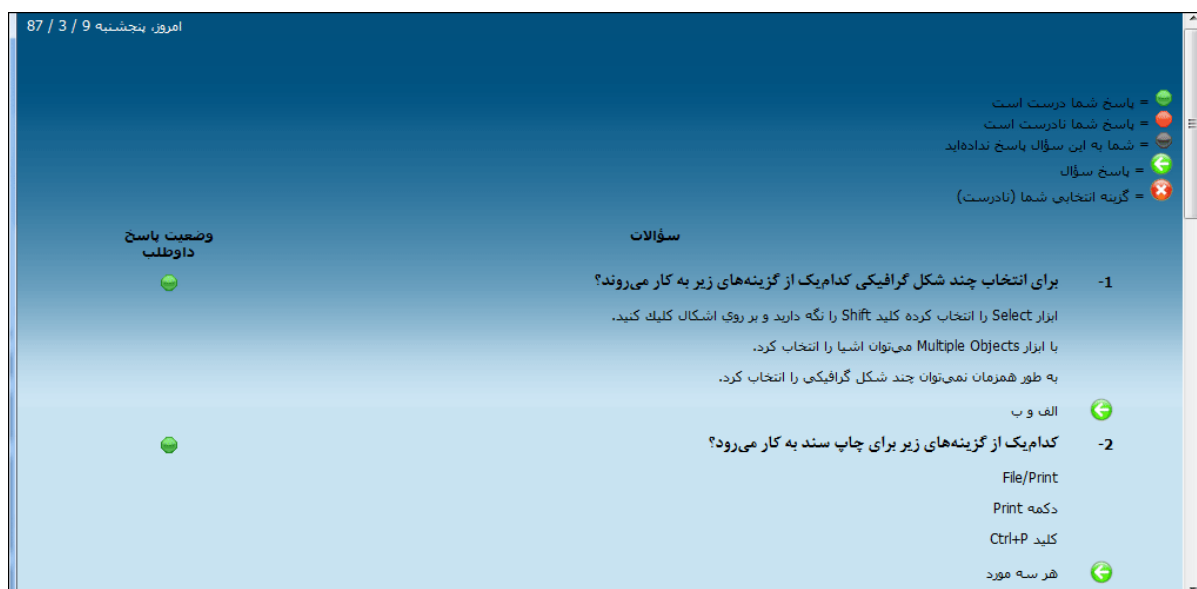 امروز، پنجشنبه 9 / 3 / 87
= پاسخ شما درست است
= پاسخ شما نادرست است
= شما به این سؤال پاسخ نداده‌اید
= پاسخ سؤال
= گزینه انتخابی شما (نادرست)
سؤالات
وضعیت پاسخ
داوطلب
1- برای انتخاب چند شکل گرافیکی کدام‌یک از گزینه‌های زیر به کار می‌روند؟
ابزار Select را انتخاب کرده کلید Shift را نگه دارید و بر روي اشکال کلیك کنید.
با ابزار Multiple Objects مي‌توان اشیا را انتخاب کرد.
به طور همزمان نمي‌توان چند شکل گرافیکي را انتخاب کرد.
الف و ب
2- کدام‌یک از گزینه‌های زیر برای چاپ سند به کار می‌رود؟
File/Print
دکمه Print
کلید Ctrl+P
هر سه مورد